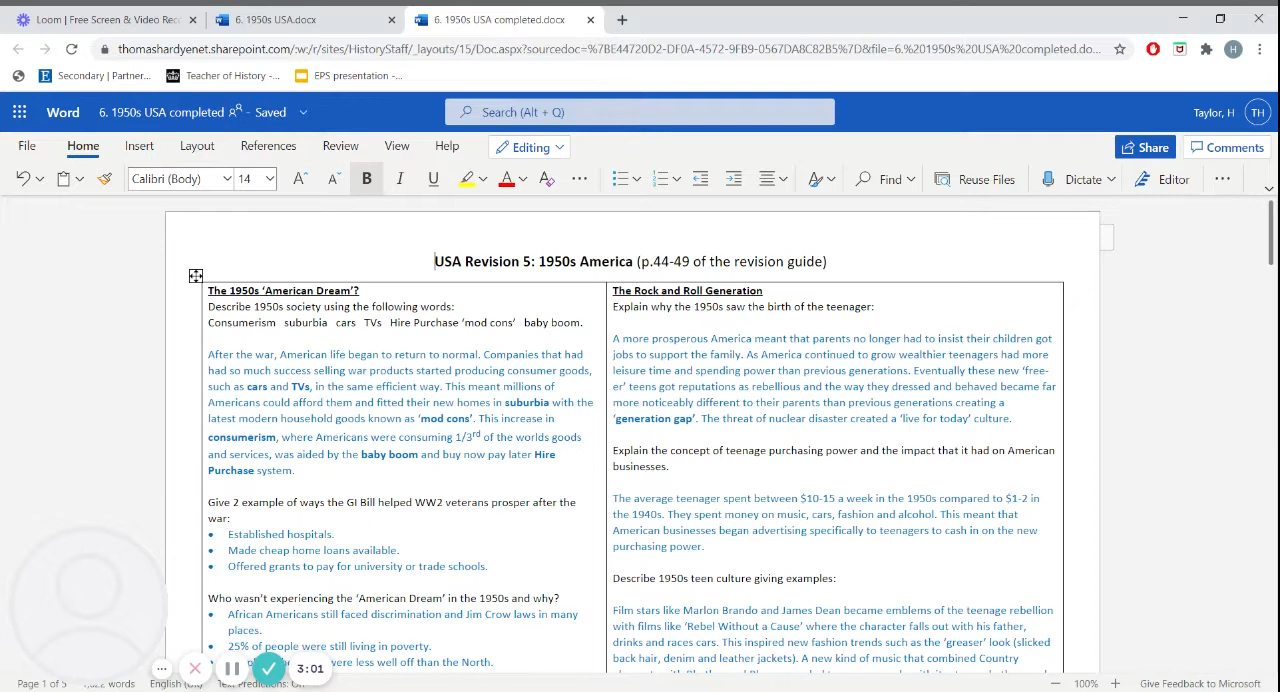 Loom | Free Screen & Video Rec
6. 1950s USA.docx
6. 1950s USA completed.docx
thomashardyenet.sharepoint.com/:w:/r/sites/HistoryStaff/_layouts/15/Doc.aspx?sourcedoc=%7BE44720D2-DF0A-4572-9FB9-0567DA8C82B5%7D&file=6.%201950s%20USA%20completed.do...
H
Secondary | Partner...
Teacher of History -...
EPS presentation -...
Word
6. 1950s USA completed - Saved
Search (Alt + Q)
Taylor, H
TH
File
Home
Insert
Layout
References
Review
View
Help
Editing
Share
Comments
Calibri (Body)
14
B
I
U
Find
Reuse Files
Dictate
Editor
USA Revision 5: 1950s America (p.44-49 of the revision guide)
The 1950s ‘American Dream’?
Describe 1950s society using the following words:
Consumerism suburbia cars TVs Hire Purchase ‘mod cons’ baby boom.
After the war, American life began to return to normal. Companies that had
had so much success selling war products started producing consumer goods,
such as cars and TVs, in the same efficient way. This meant millions of
Americans could afford them and fitted their new homes in suburbia with the
latest modern household goods known as ‘mod cons’. This increase in
consumerism, where Americans were consuming 1/3rd of the worlds goods
and services, was aided by the baby boom and buy now pay later Hire
Purchase system.
Give 2 example of ways the GI Bill helped WW2 veterans prosper after the
war:
• Established hospitals.
• Made cheap home loans available.
• Offered grants to pay for university or trade schools.
Who wasn’t experiencing the ‘American Dream’ in the 1950s and why?
• African Americans still faced discrimination and Jim Crow laws in many
places.
• 25% of people were still living in poverty.
were less well off than the North.
The Rock and Roll Generation
Explain why the 1950s saw the birth of the teenager:
A more prosperous America meant that parents no longer had to insist their children got
jobs to support the family. As America continued to grow wealthier teenagers had more
leisure time and spending power than previous generations. Eventually these new ‘free-
er’ teens got reputations as rebellious and the way they dressed and behaved became far
more noticeably different to their parents than previous generations creating a
‘generation gap’. The threat of nuclear disaster created a ‘live for today’ culture.
Explain the concept of teenage purchasing power and the impact that it had on American
businesses.
The average teenager spent between $10-15 a week in the 1950s compared to $1-2 in
the 1940s. They spent money on music, cars, fashion and alcohol. This meant that
American businesses began advertising specifically to teenagers to cash in on the new
purchasing power.
Describe 1950s teen culture giving examples:
Film stars like Marlon Brando and James Dean became emblems of the teenage rebellion
with films like ‘Rebel Without a Cause’ where the character falls out with his father,
drinks and races cars. This inspired new fashion trends such as the ‘greaser’ look (slicked
back hair, denim and leather jackets). A new kind of music that combined Country
3:01
Page 1 of 5
words
English (
100%
Give Feedback to Microsoft